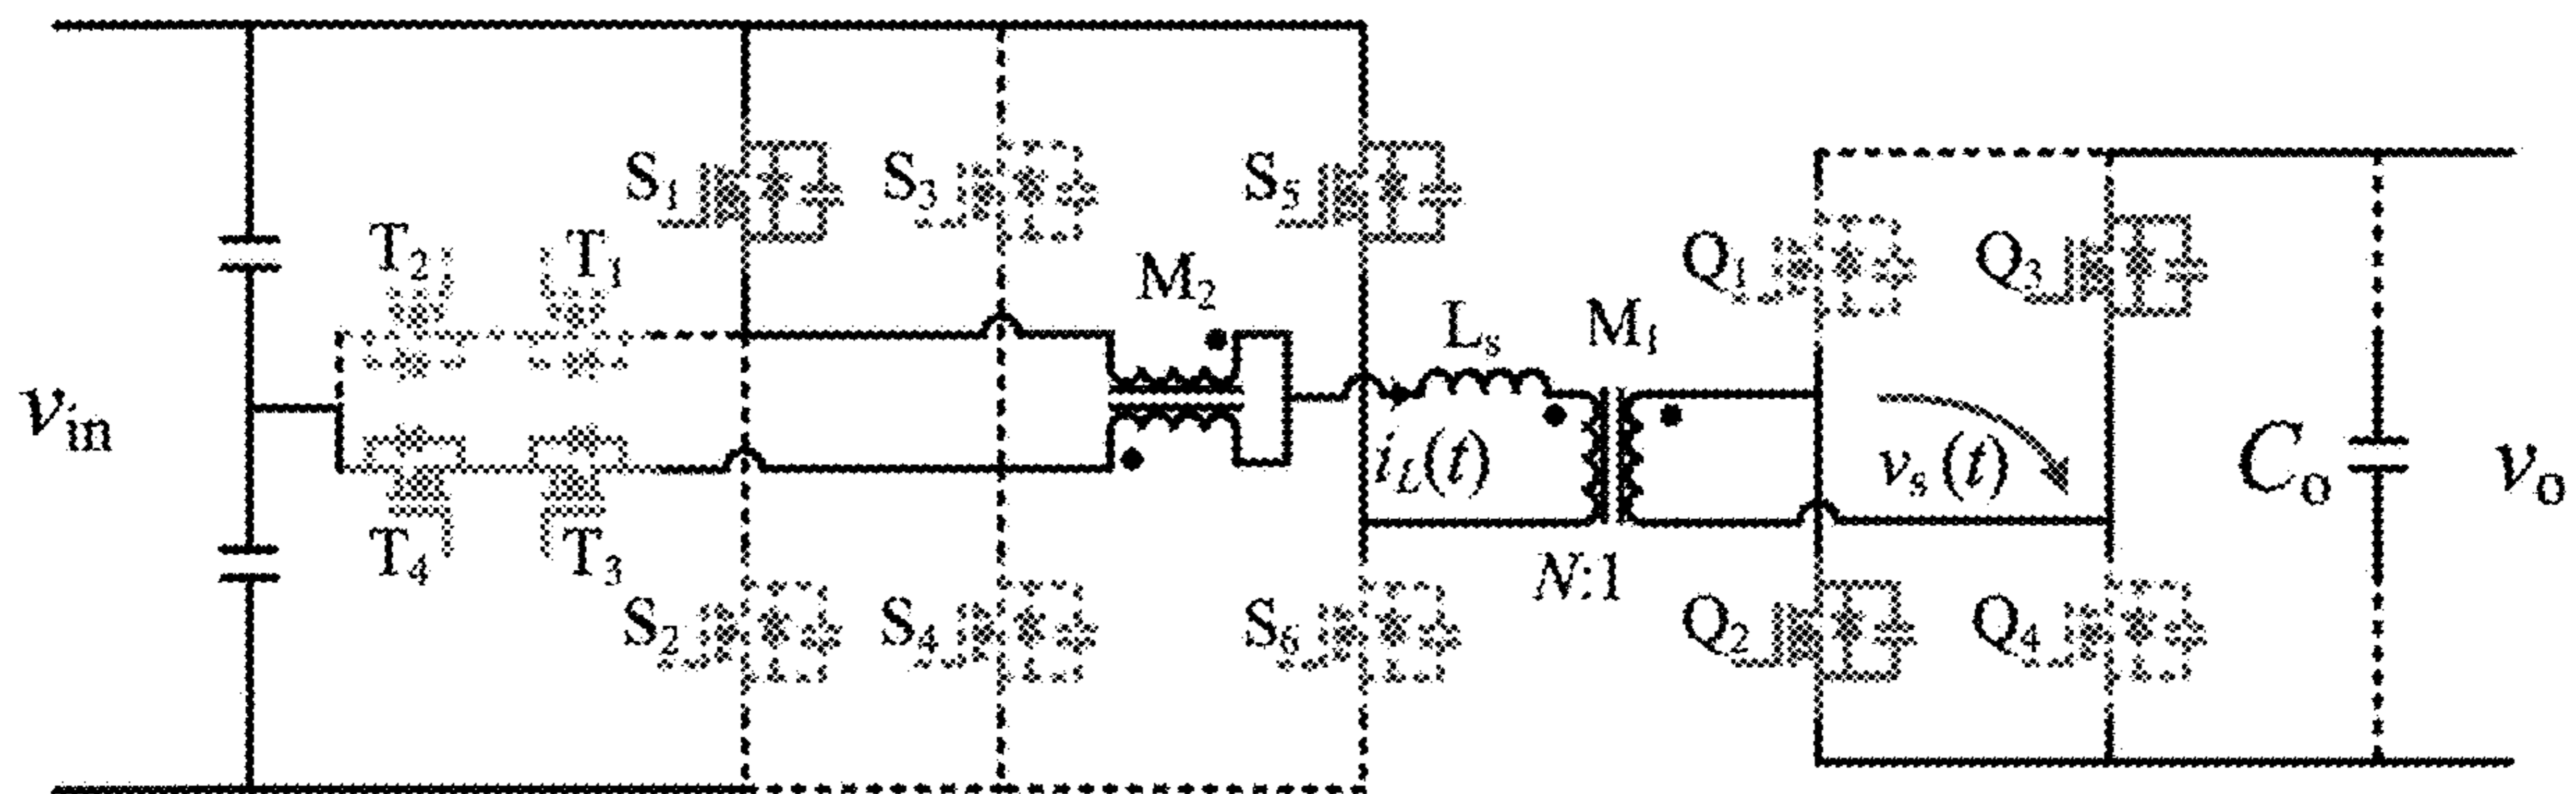 S₁
S₃
S₅
T₂
T₁
M₂
Q₁
Q₃
Lₛ
M₁
vᵢₙ
i_L(t)
vₛ(t)
Cₒ
vₒ
T₄
T₃
N:1
S₂
S₄
S₆
Q₂
Q₄